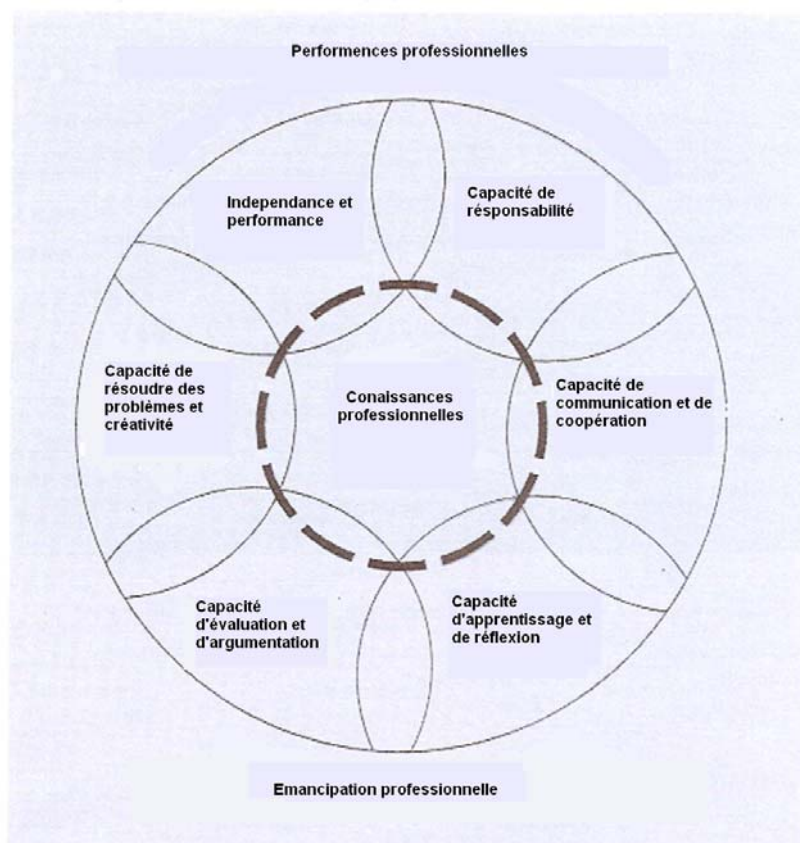 Performences professionnelles
Independance et
performance
Capacité de
résponsabilité
Capacité de
résoudre des
problèmes et
créativité
Conaissances
professionnelles
Capacité de
communication et de
coopération
Capacité
d'évaluation et
d'argumentation
Capacité
d'apprentissage et
de réflexion
Emancipation professionnelle